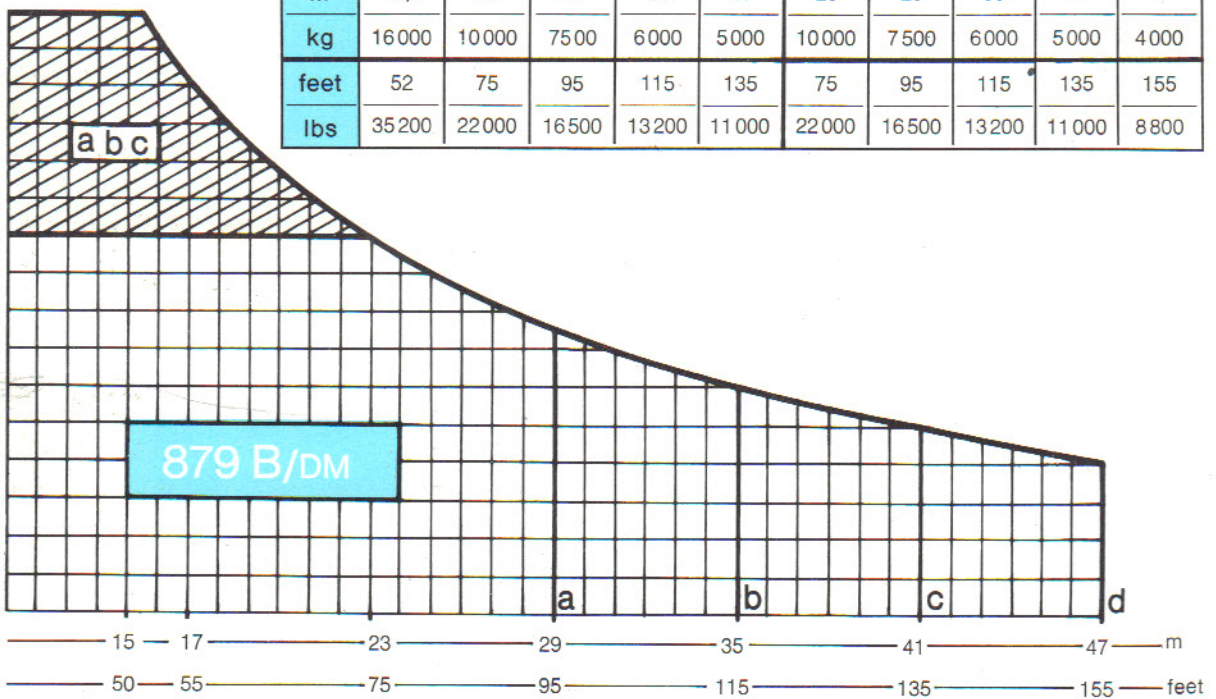 kg 16000 10000 7500 6000 5000 10000 7500 6000 5000 4000
feet 52 75 95 115 135 75 95 115 135 155
lbs 35200 22000 16500 13200 11000 22000 16500 13200 11000 8800
a b c
879 B/DM
a b c d
15 17 23 29 35 41 47 m
50 55 75 95 115 135 155 feet